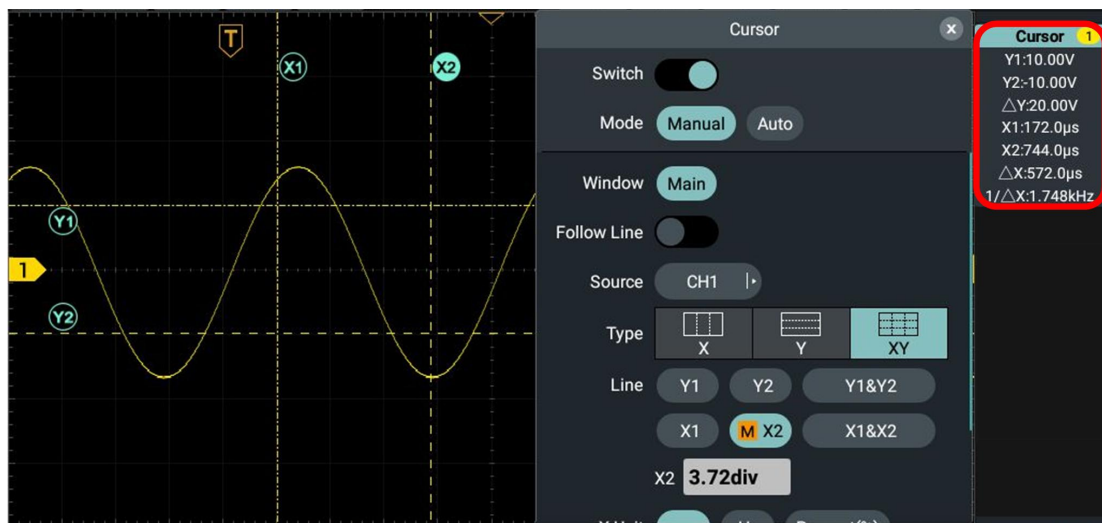 T
X1
X2
Y1
1
Y2
Cursor
x
Switch
Mode Manual Auto
Window Main
Follow Line
Source CH1
Type X Y XY
Line Y1 Y2 Y1&Y2
X1 M X2 X1&X2
X2 3.72div
Cursor 1
Y1:10.00V
Y2:-10.00V
△Y:20.00V
X1:172.0μs
X2:744.0μs
△X:572.0μs
1/△X:1.748kHz